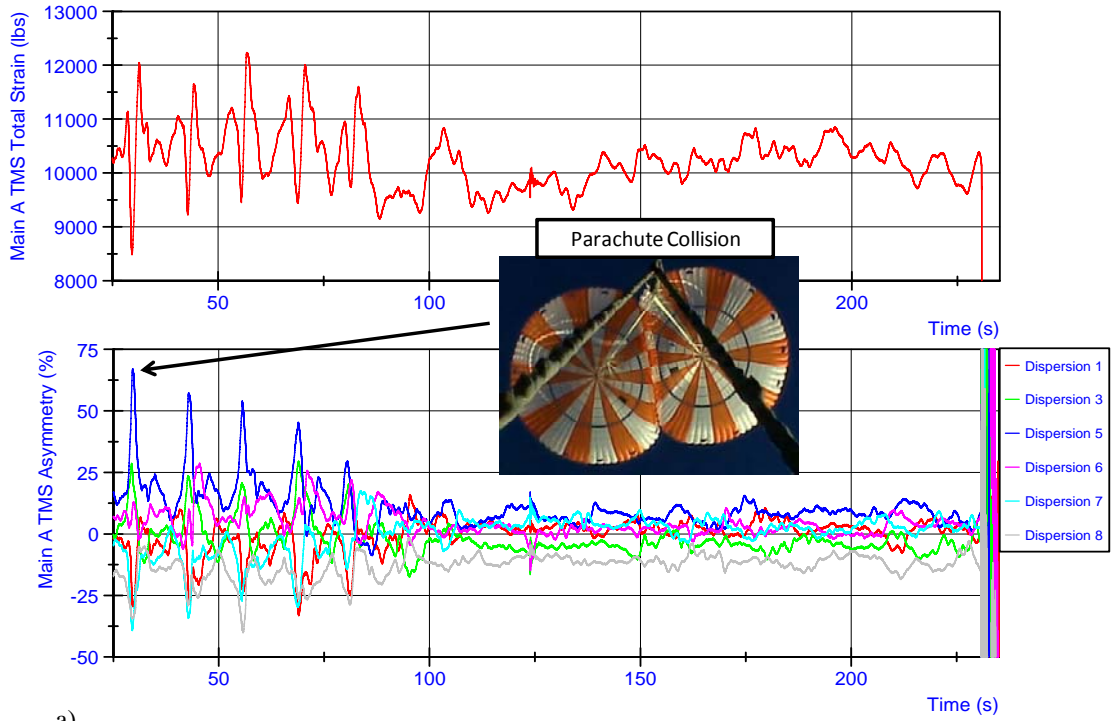 Main A TMS Total Strain (lbs)
13000
12000
11000
10000
9000
8000
50
100
200
Time (s)
Parachute Collision
Main A TMS Asymmetry (%)
75
50
25
0
-25
-50
50
100
150
200
Time (s)
Dispersion 1
Dispersion 3
Dispersion 5
Dispersion 6
Dispersion 7
Dispersion 8
a)